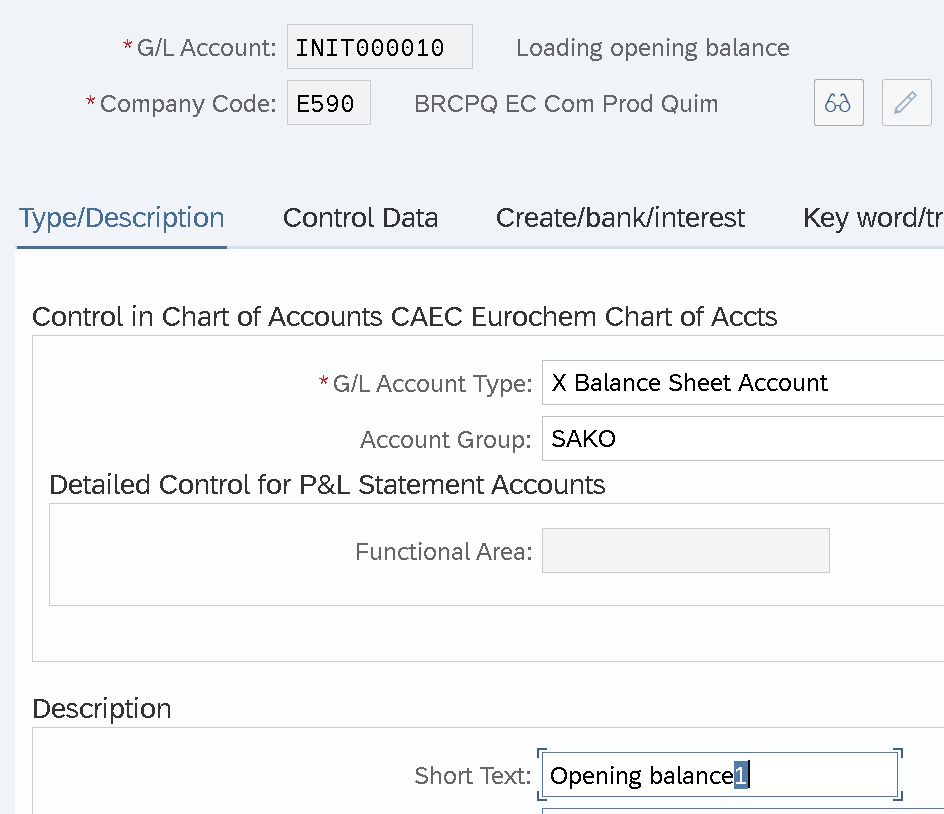 *G/L Account: INIT000010 Loading opening balance
*Company Code: E590 BRCPQ EC Com Prod Quim
Type/Description Control Data Create/bank/interest Key word/tr
Control in Chart of Accounts CAEC Eurochem Chart of Accts
*G/L Account Type: X Balance Sheet Account
Account Group: SAKO
Detailed Control for P&L Statement Accounts
Functional Area:
Description
Short Text: Opening balance1